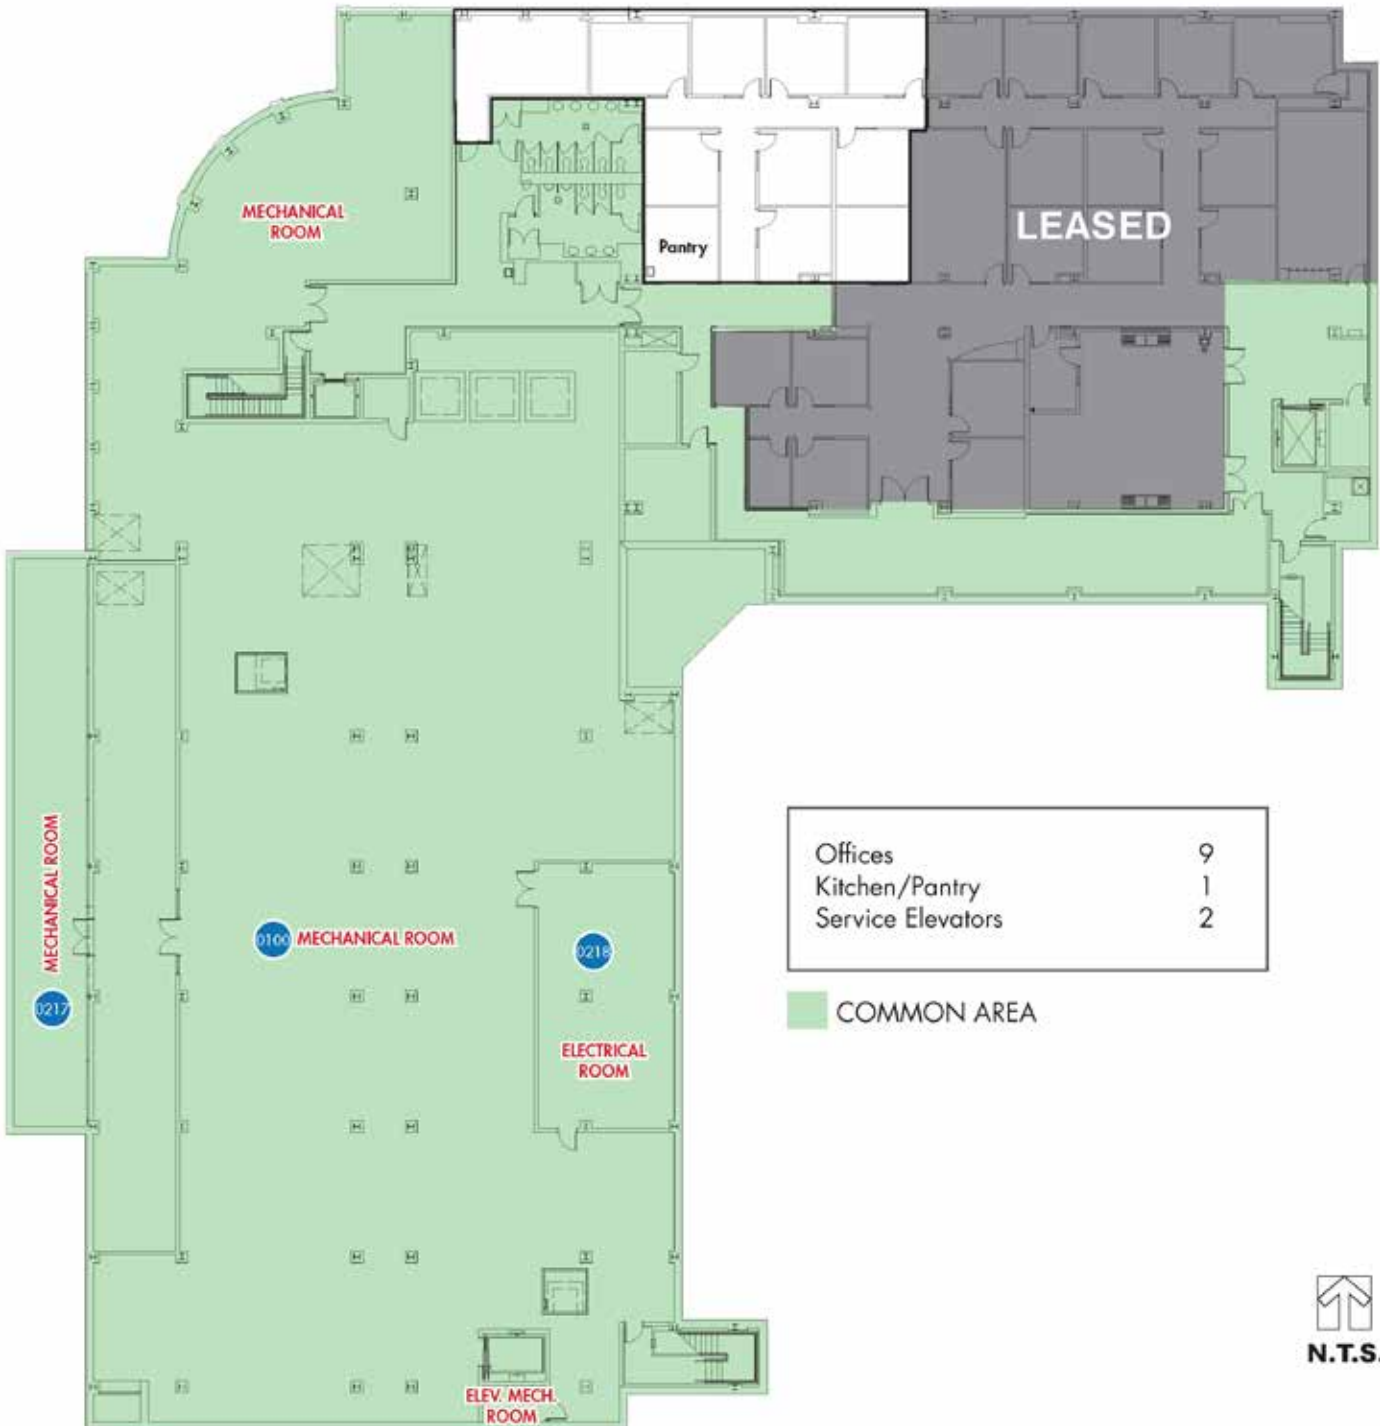 MECHANICAL
ROOM
Pantry
LEASED
MECHANICAL ROOM
0217
0100 MECHANICAL ROOM
0218
ELECTRICAL
ROOM
Offices 9
Kitchen/Pantry 1
Service Elevators 2
COMMON AREA
ELEV. MECH.
ROOM
N.T.S.